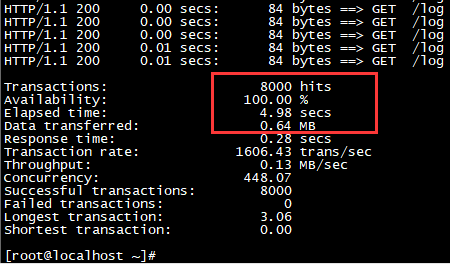 HTTP/1.1 200 0.00 secs: 84 bytes ==> GET /log
HTTP/1.1 200 0.00 secs: 84 bytes ==> GET /log
HTTP/1.1 200 0.00 secs: 84 bytes ==> GET /log
HTTP/1.1 200 0.01 secs: 84 bytes ==> GET /log
HTTP/1.1 200 0.01 secs: 84 bytes ==> GET /log
Transactions: 8000 hits
Availability: 100.00 %
Elapsed time: 4.98 secs
Data transferred: 0.64 MB
Response time: 0.28 secs
Transaction rate: 1606.43 trans/sec
Throughput: 0.13 MB/sec
Concurrency: 448.07
Successful transactions: 8000
Failed transactions: 0
Longest transaction: 3.06
Shortest transaction: 0.00
[root@localhost ~]#